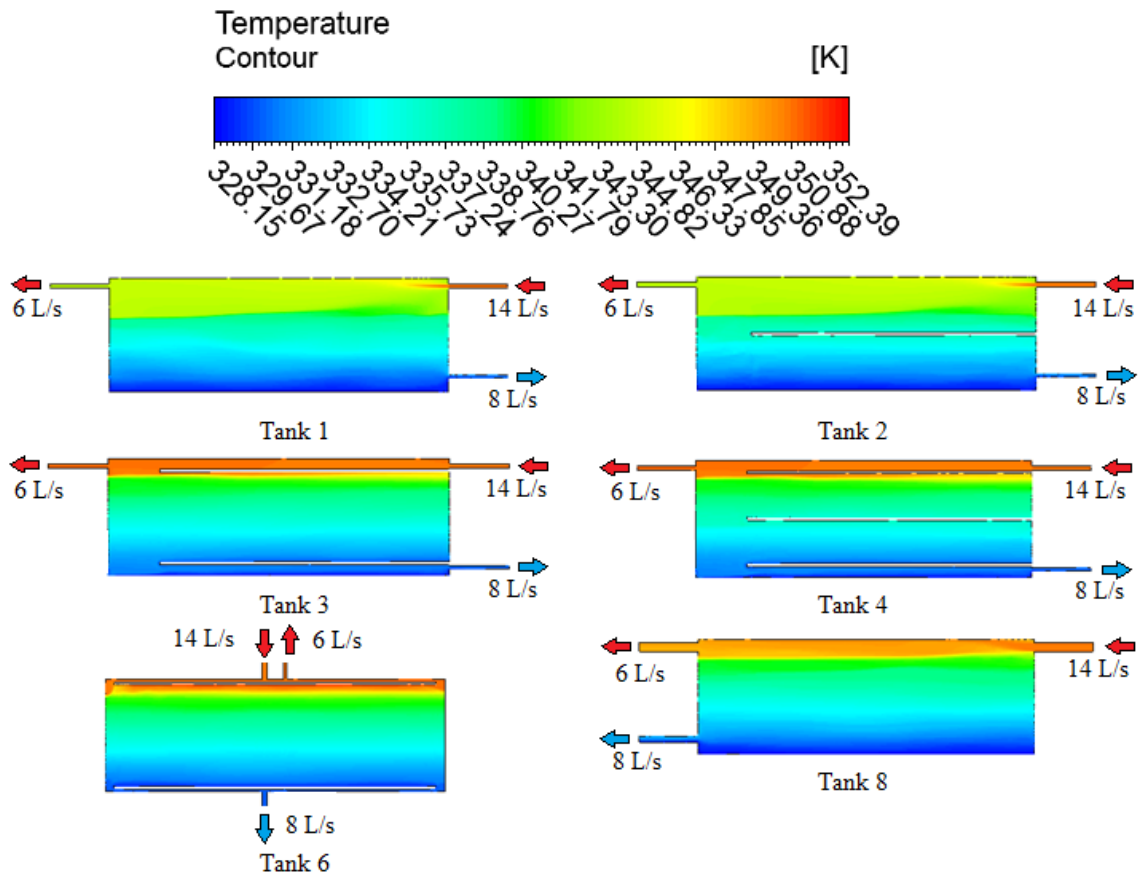 Temperature
Contour [K]
328.15 329.67 331.18 332.70 334.21 335.73 337.24 338.76 340.27 341.79 343.30 344.82 346.33 347.85 349.36 350.88 352.39
6 L/s 14 L/s 6 L/s 14 L/s
8 L/s 8 L/s
Tank 1 Tank 2
6 L/s 14 L/s 6 L/s 14 L/s
8 L/s 8 L/s
Tank 3 Tank 4
14 L/s 6 L/s
6 L/s 14 L/s
8 L/s
Tank 8
8 L/s
Tank 6